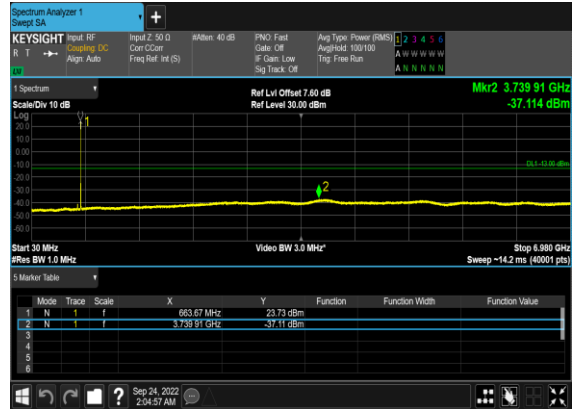 Spectrum Analyzer 1
Swept SA
+
KEYSIGHT Input: RF Input Z: 50 Ω #Atten: 40 dB PNO: Fast Avg Type: Power (RMS) 1 2 3 4 5 6
R T Coupling: DC Corr CCorr Gate: Off Avg|Hold: 100/100 A W W W W W
Align: Auto Freq Ref: Int (S) IF Gain: Low Trig: Free Run
LW Sig Track: Off A N N N N N
1 Spectrum Ref Lvl Offset 7.60 dB Mkr2 3.739 91 GHz
Scale/Div 10 dB Ref Level 30.00 dBm -37.114 dBm
Log
1
20.0
10.0
0.00
-10.0
DL1 -13.00 dBm
-20.0
-30.0
2
-40.0
-50.0
-60.0
Start 30 MHz Video BW 3.0 MHz* Stop 6.980 GHz
#Res BW 1.0 MHz Sweep ~14.2 ms (40001 pts)
5 Marker Table
Mode Trace Scale X Y Function Function Width Function Value
1 N 1 f 663.67 MHz 23.73 dBm
2 N 1 f 3.739 91 GHz -37.11 dBm
3
4
5
6
? Sep 24, 2022
2:04:57 AM